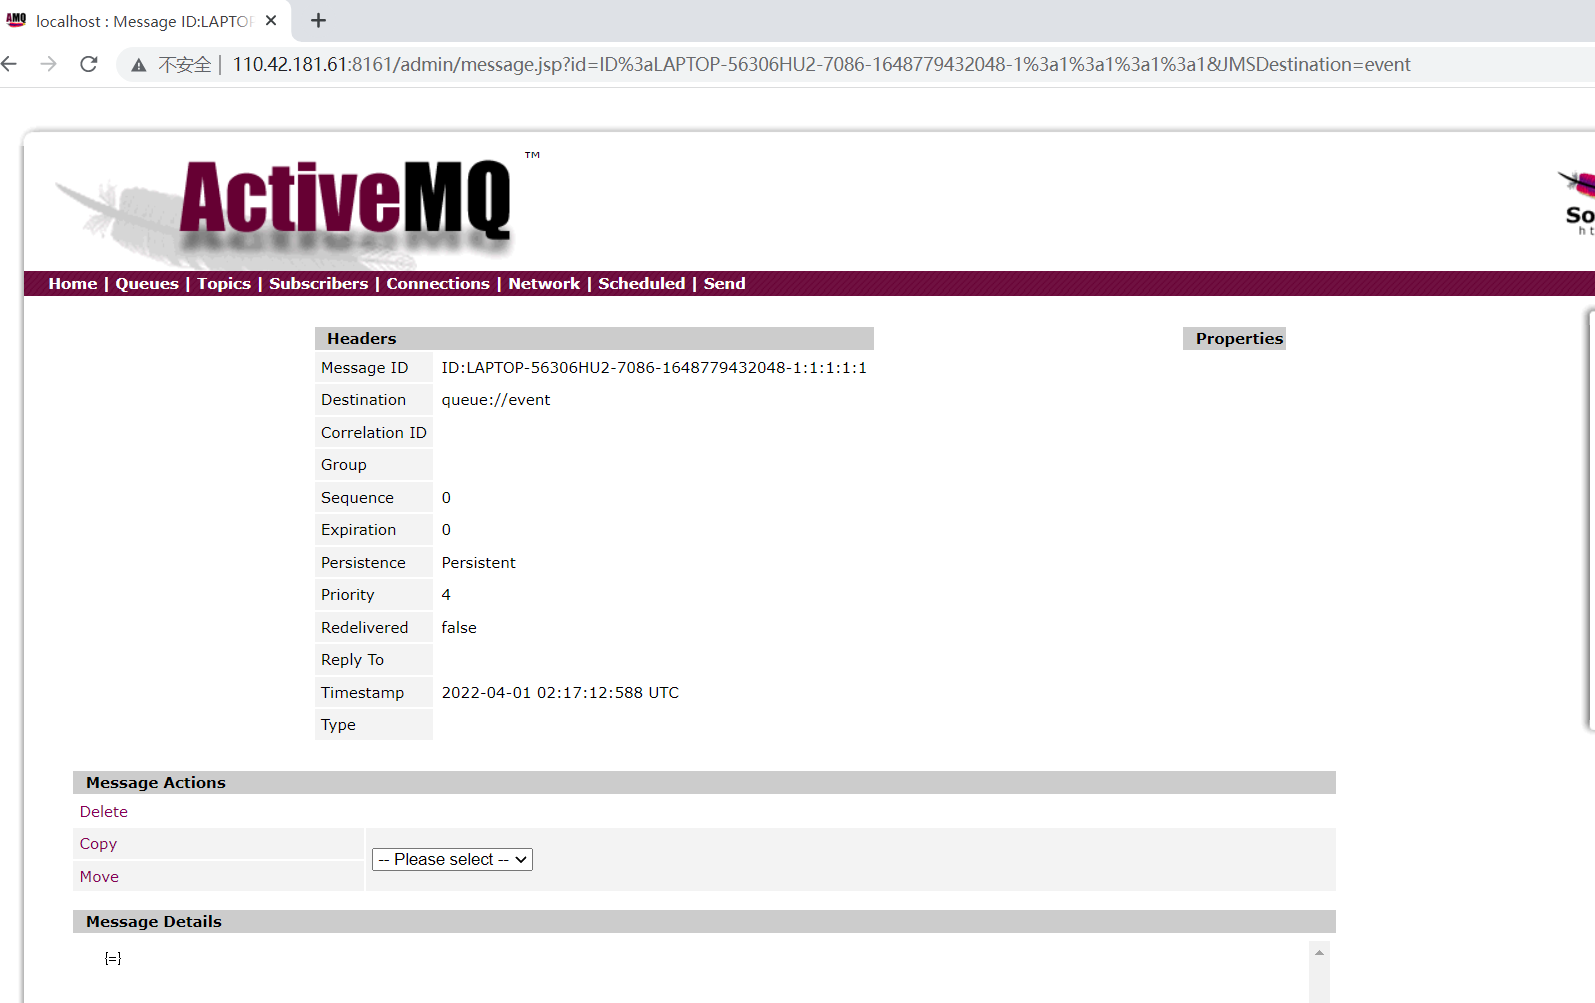 AMQ localhost : Message ID:LAPTOP
不安全 | 110.42.181.61:8161/admin/message.jsp?id=ID%3aLAPTOP-56306HU2-7086-1648779432048-1%3a1%3a1%3a1%3a1&JMSDestination=event
ActiveMQ ™
So
ht
Home | Queues | Topics | Subscribers | Connections | Network | Scheduled | Send
Headers Properties
Message ID ID:LAPTOP-56306HU2-7086-1648779432048-1:1:1:1:1
Destination queue://event
Correlation ID
Group
Sequence 0
Expiration 0
Persistence Persistent
Priority 4
Redelivered false
Reply To
Timestamp 2022-04-01 02:17:12:588 UTC
Type
Message Actions
Delete
Copy
-- Please select --
Move
Message Details
{=}